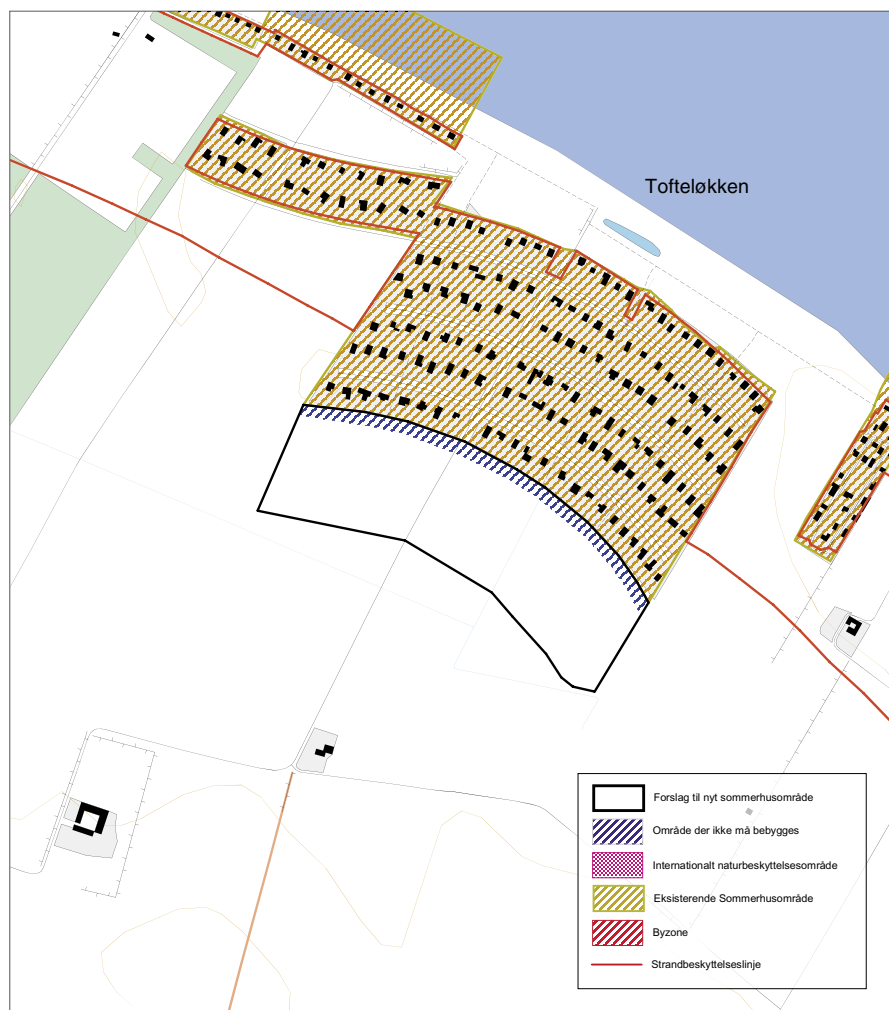 Tofteløkken
Forslag til nyt sommerhusområde
Område der ikke må bebygges
Internationalt naturbeskyttelsesområde
Eksisterende Sommerhusområde
Byzone
Strandbeskyttelseslinje